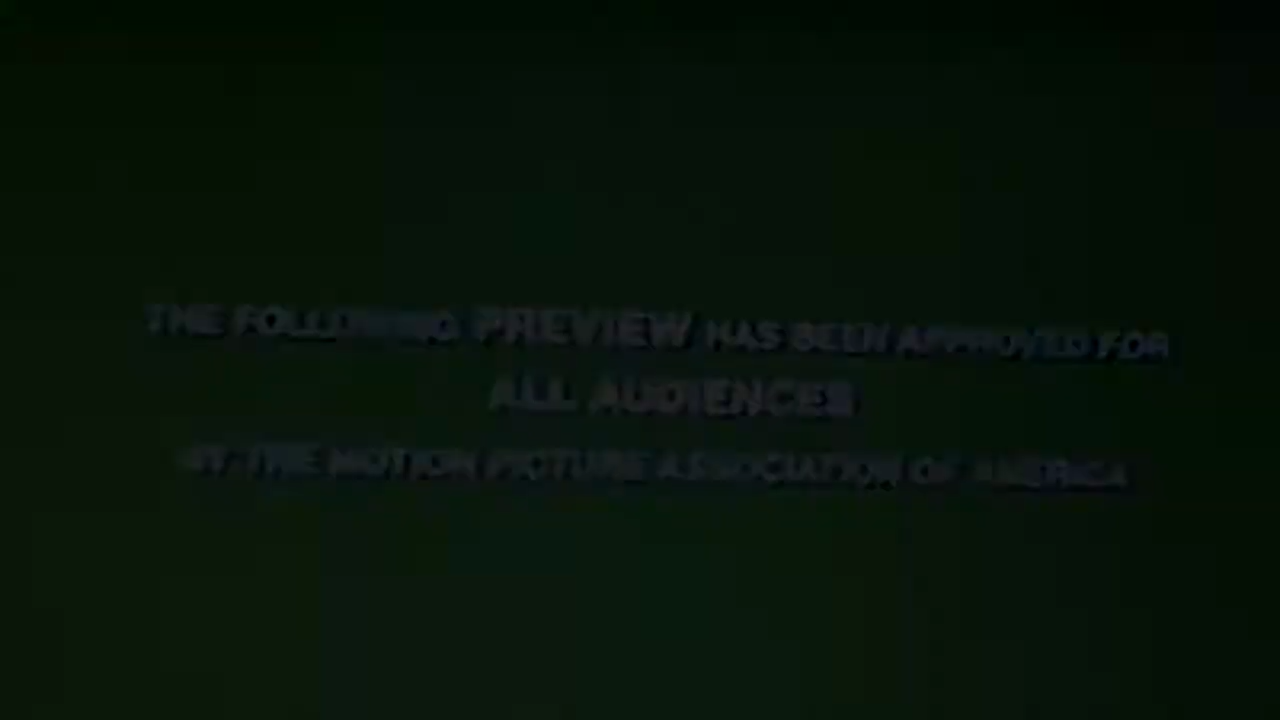 THE FOLLOWING PREVIEW HAS BEEN APPROVED FOR
ALL AUDIENCES
BY THE MOTION PICTURE ASSOCIATION OF AMERICA